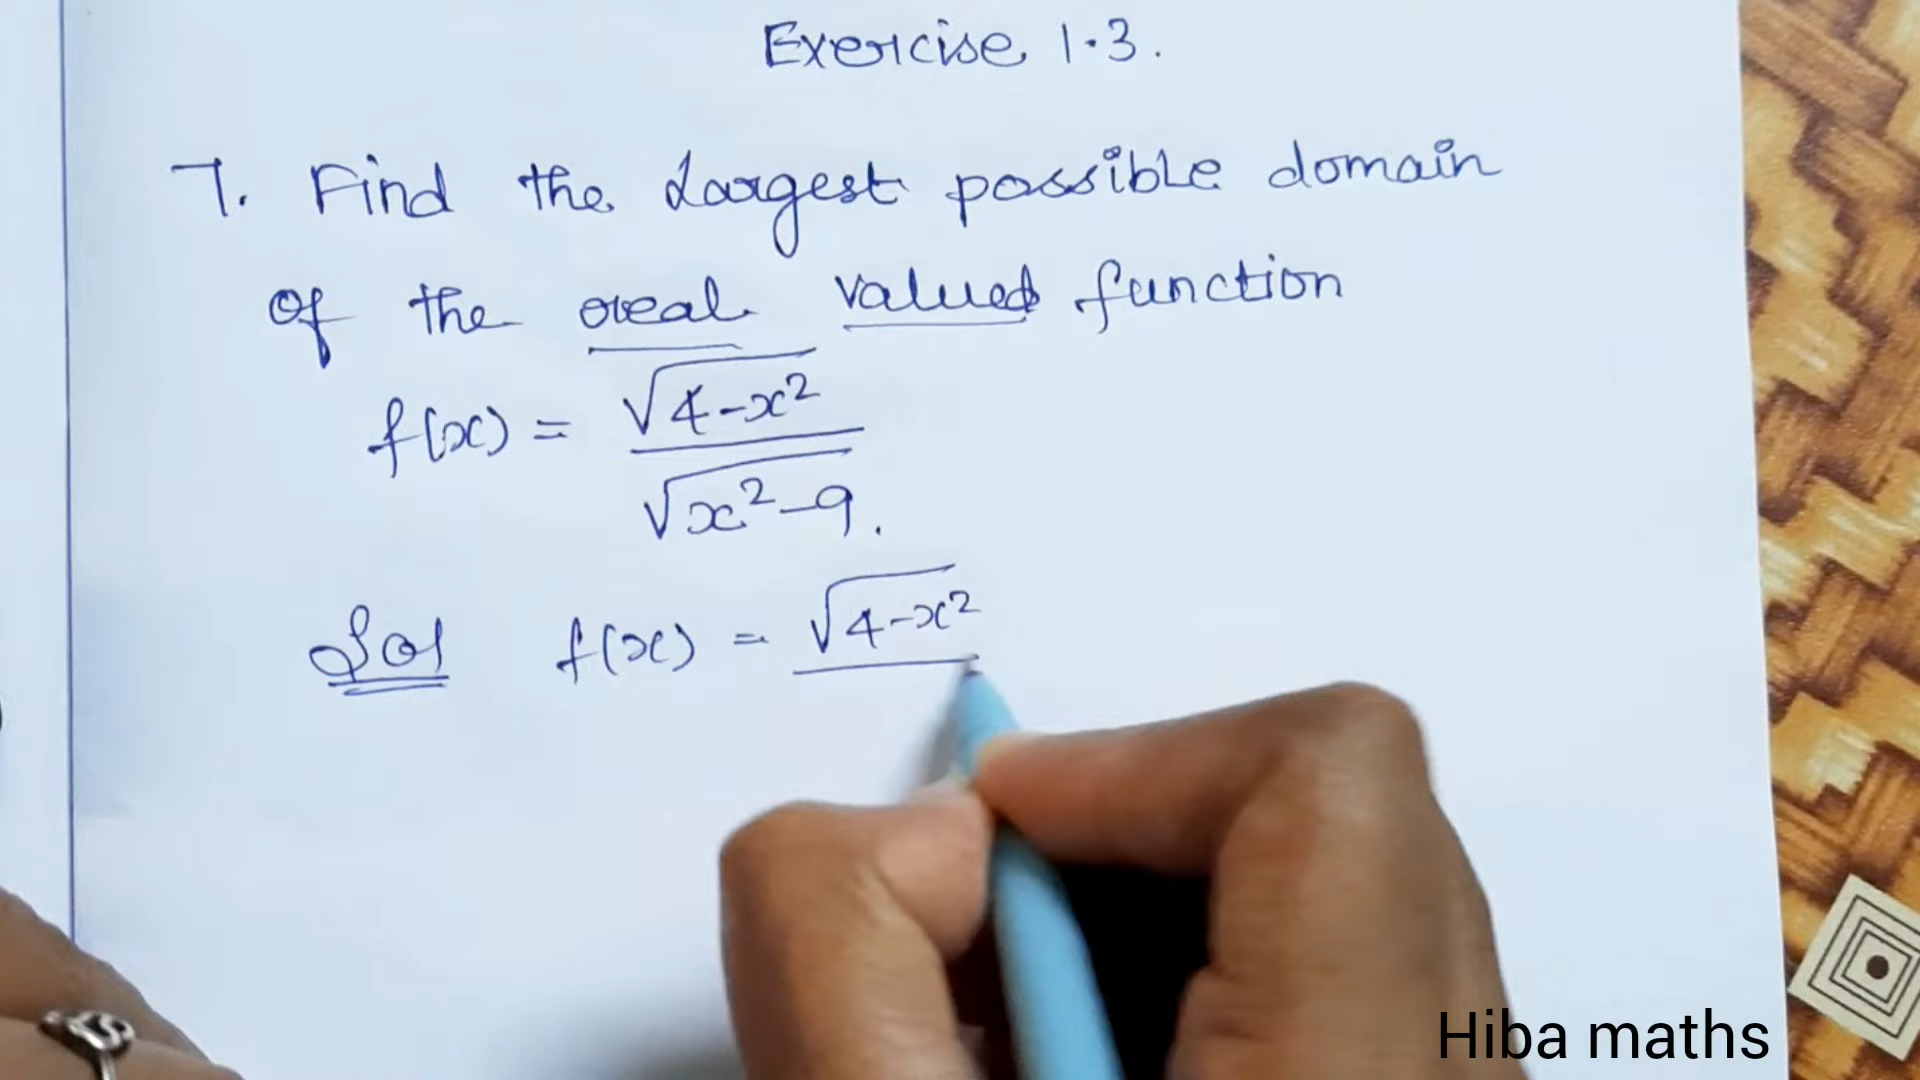 Exercise 1.3.
7. Find the Largest possible domain
of the real valued function
f(x) = √4-x² / √x²-9.
Sol f(x) = √4-x²
Hiba maths